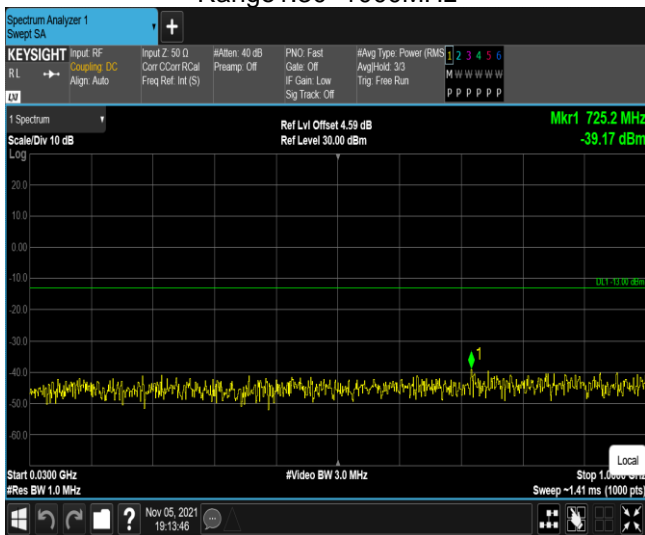 Spectrum Analyzer 1
Swept SA
+
KEYSIGHT Input: RF Input Z: 50 Ω #Atten: 40 dB PNO: Fast #Avg Type: Power (RMS 1 2 3 4 5 6
RL Coupling: DC Corr CCorr RCal Preamp: Off Gate: Off Avg|Hold: 3/3 M W W W W W
Align: Auto Freq Ref: Int (S) IF Gain: Low Trig: Free Run
Sig Track: Off P P P P P P
LXI
1 Spectrum Ref Lvl Offset 4.59 dB Mkr1 725.2 MHz
Scale/Div 10 dB Ref Level 30.00 dBm -39.17 dBm
Log
20.0
10.0
0.00
-10.0
DL1 -13.00 dBm
-20.0
-30.0
1
-40.0
-50.0
-60.0
Local
Start 0.0300 GHz #Video BW 3.0 MHz Stop 1.0000 GHz
#Res BW 1.0 MHz Sweep ~1.41 ms (1000 pts)
? Nov 05, 2021
19:13:46